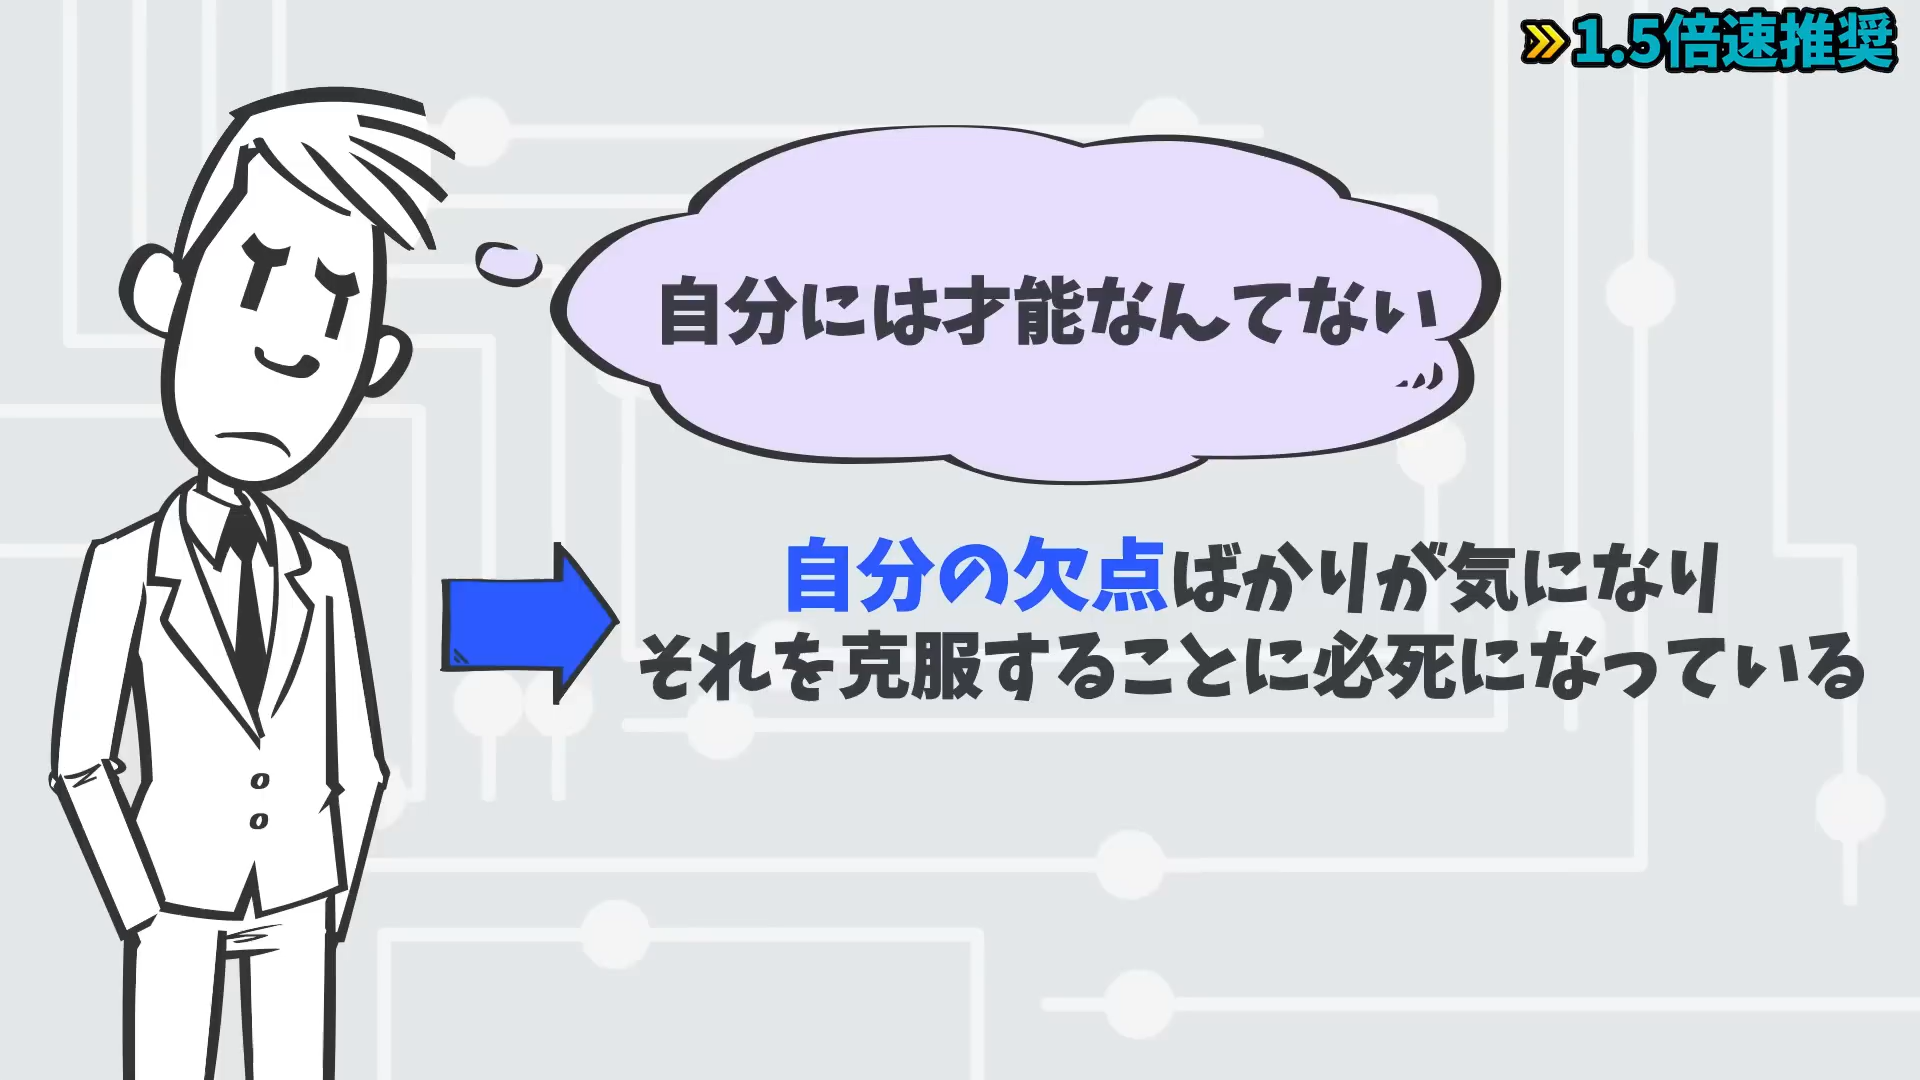 1.5倍速推奨
自分には才能なんてない
自分の欠点ばかりが気になり
それを克服することに必死になっている